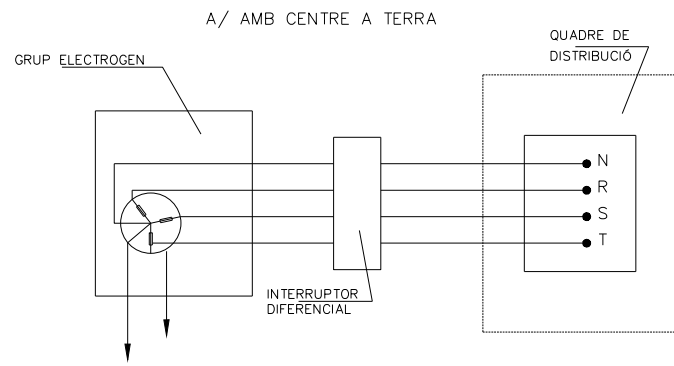 A/ AMB CENTRE A TERRA
QUADRE DE
DISTRIBUCIÓ
GRUP ELECTROGEN
N
R
S
T
INTERRUPTOR
DIFERENCIAL